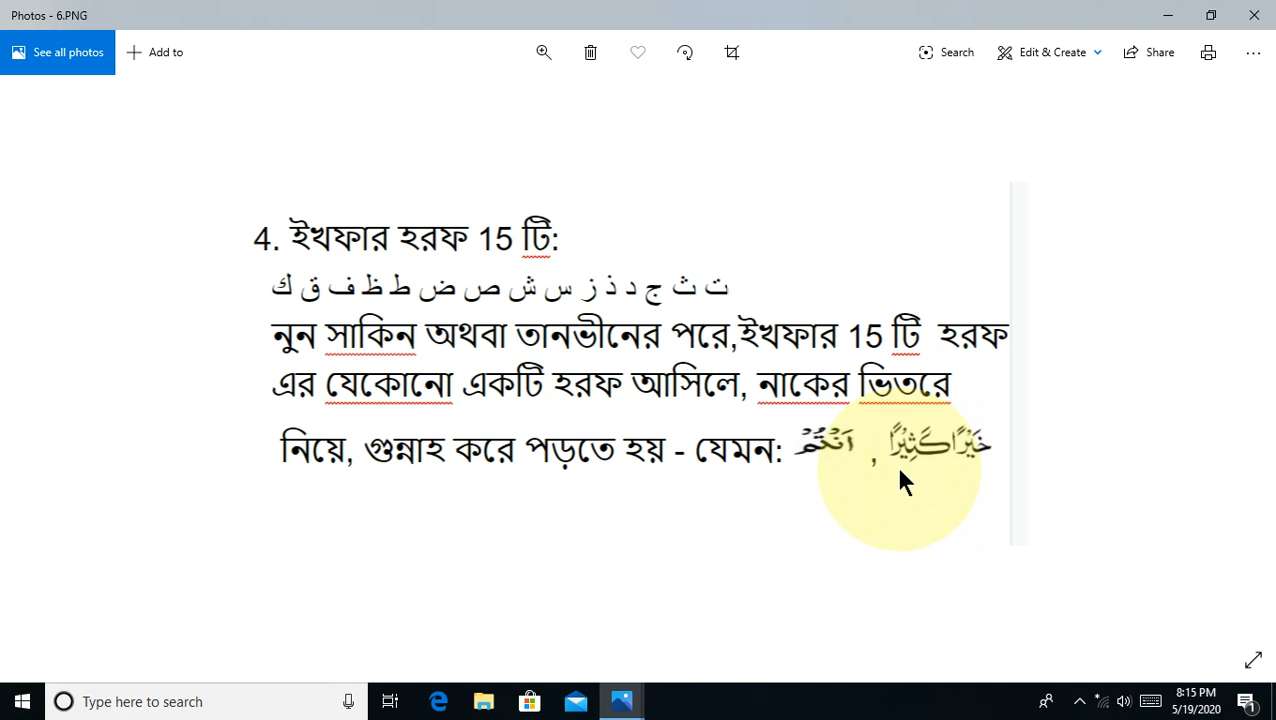 Photos - 6.PNG
See all photos
Add to
Search
Edit & Create
Share
4. ইখফার হরফ 15 টি:
ت ث ج د ذ ز س ش ص ض ط ظ ف ق ك
নুন সাকিন অথবা তানভীনের পরে,ইখফার 15 টি হরফ
এর যেকোনো একটি হরফ আসিলে, নাকের ভিতরে
নিয়ে, গুন্নাহ করে পড়তে হয় - যেমন: اَنْتُمْ , خَيْرًا كَثِيْرًا
Type here to search
8:15 PM
5/19/2020
1